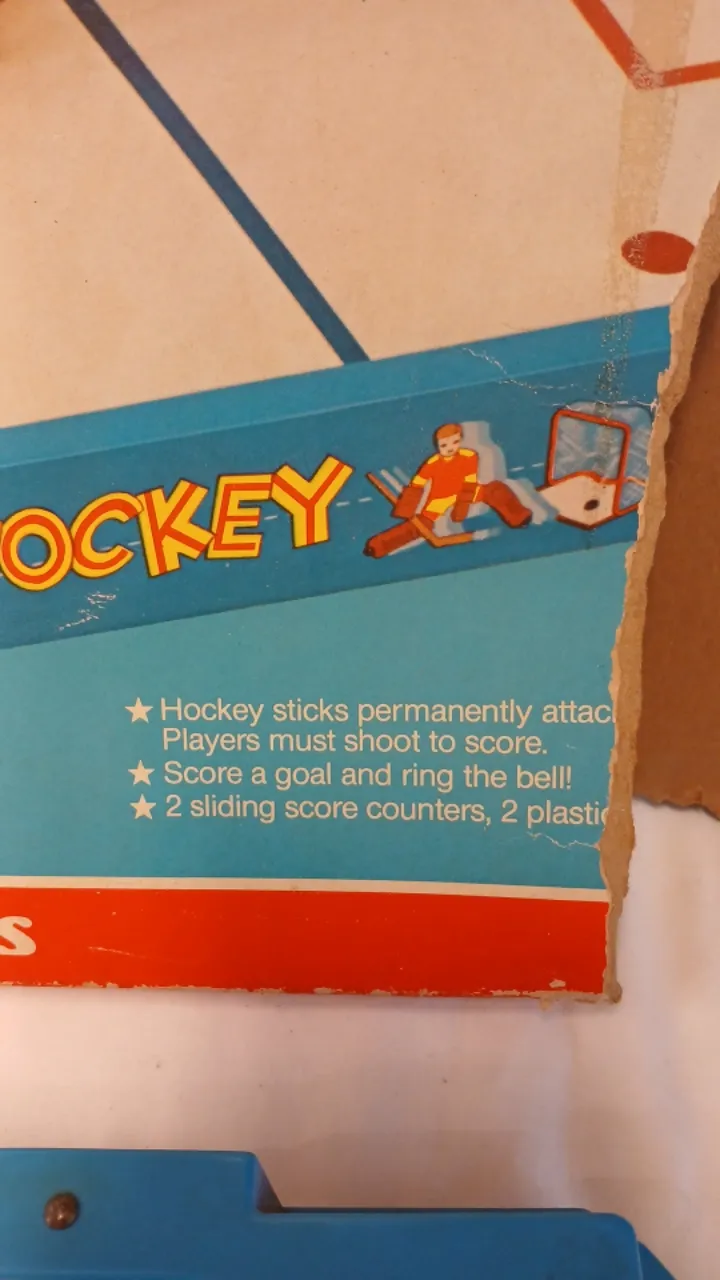 OCKEY
★ Hockey sticks permanently attac
Players must shoot to score.
★ Score a goal and ring the bell!
★ 2 sliding score counters, 2 plastic
s